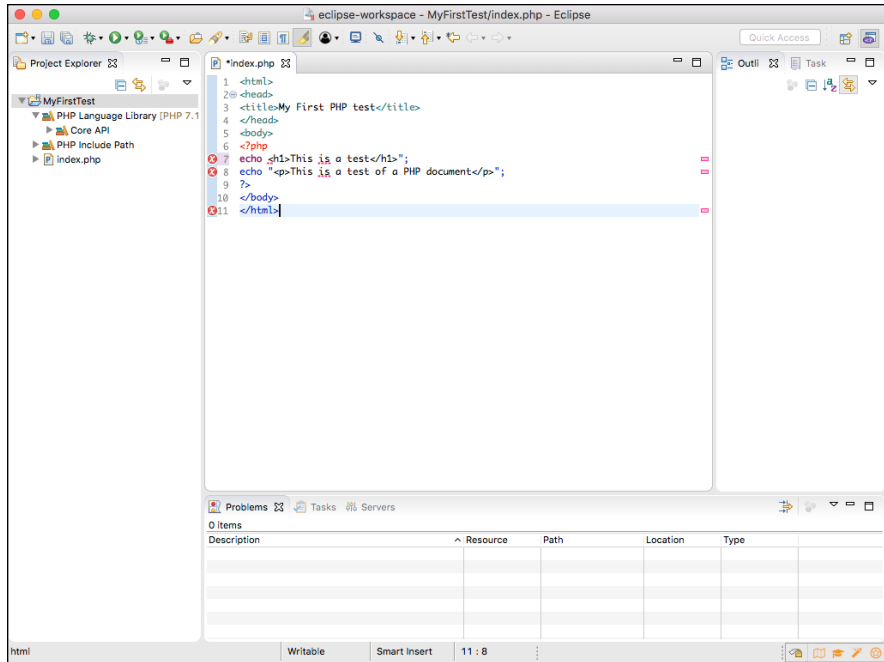 eclipse-workspace - MyFirstTest/index.php - Eclipse
Quick Access
Project Explorer
MyFirstTest
PHP Language Library [PHP 7.1
Core API
PHP Include Path
index.php
*index.php
1 <html>
2 <head>
3 <title>My First PHP test</title>
4 </head>
5 <body>
6 <?php
7 echo <h1>This is a test</h1>";
8 echo "<p>This is a test of a PHP document</p>";
9 ?>
10 </body>
11 </html>
Outli
Task
Problems Tasks Servers
0 items
Description Resource Path Location Type
html Writable Smart Insert 11 : 8